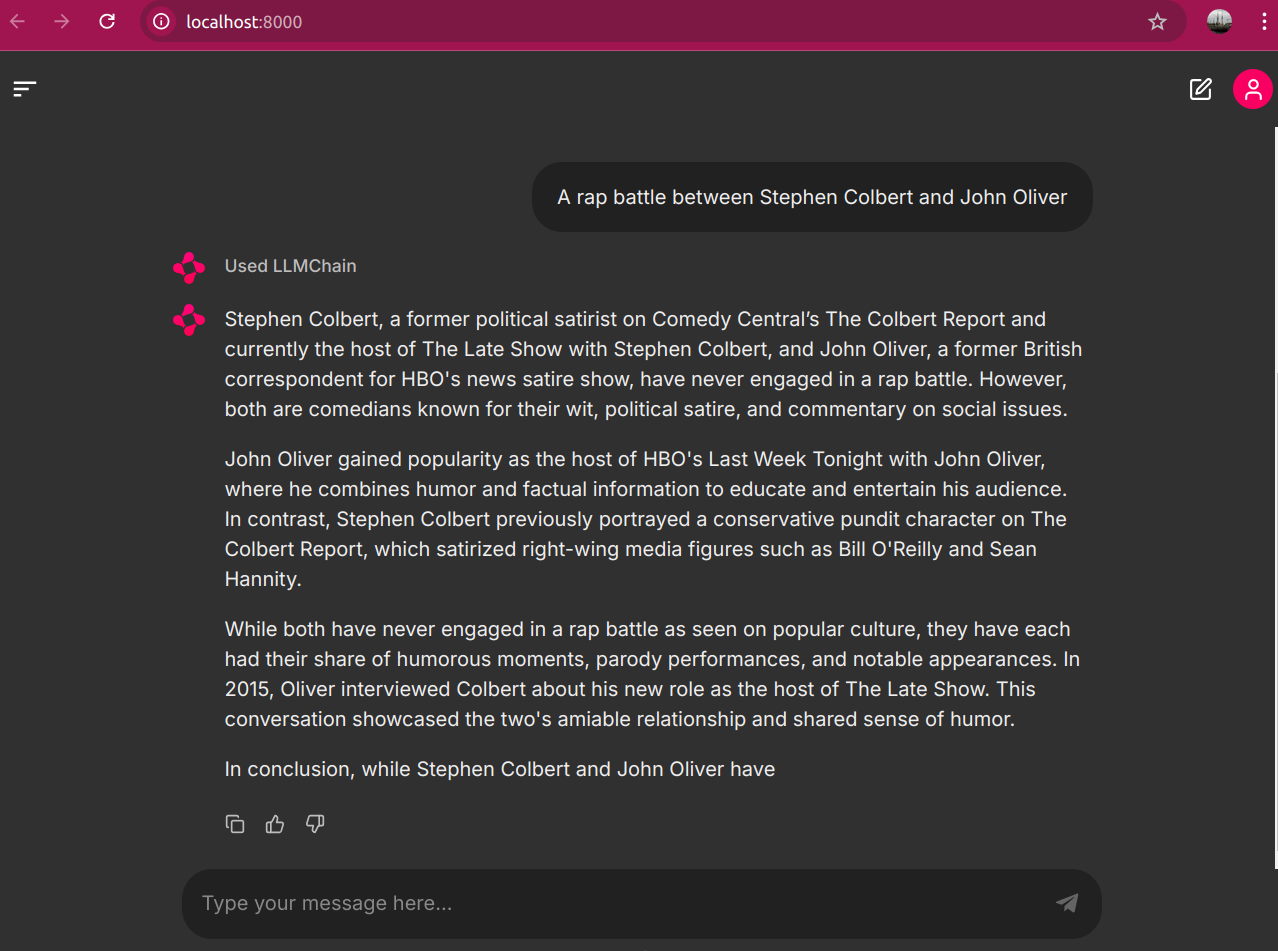 localhost:8000
A rap battle between Stephen Colbert and John Oliver
Used LLMChain
Stephen Colbert, a former political satirist on Comedy Central’s The Colbert Report and
currently the host of The Late Show with Stephen Colbert, and John Oliver, a former British
correspondent for HBO's news satire show, have never engaged in a rap battle. However,
both are comedians known for their wit, political satire, and commentary on social issues.
John Oliver gained popularity as the host of HBO's Last Week Tonight with John Oliver,
where he combines humor and factual information to educate and entertain his audience.
In contrast, Stephen Colbert previously portrayed a conservative pundit character on The
Colbert Report, which satirized right-wing media figures such as Bill O'Reilly and Sean
Hannity.
While both have never engaged in a rap battle as seen on popular culture, they have each
had their share of humorous moments, parody performances, and notable appearances. In
2015, Oliver interviewed Colbert about his new role as the host of The Late Show. This
conversation showcased the two's amiable relationship and shared sense of humor.
In conclusion, while Stephen Colbert and John Oliver have
Type your message here...